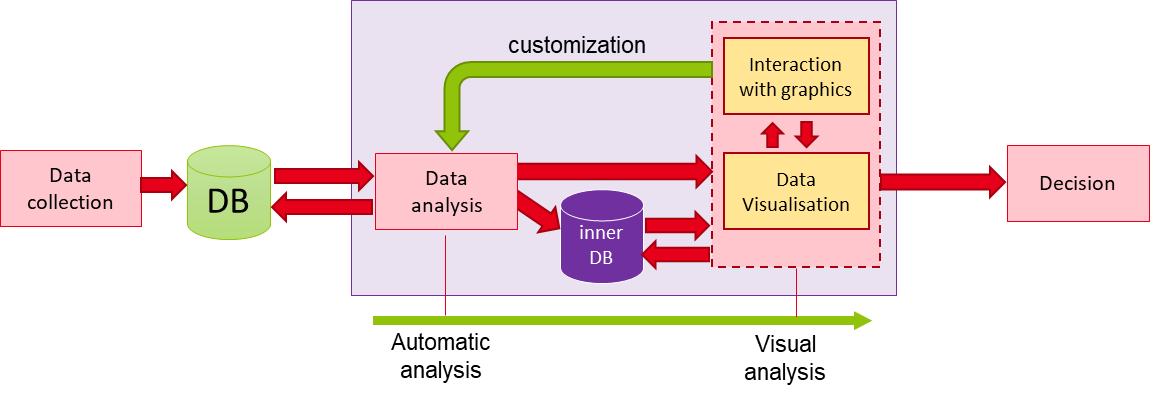 customization
Interaction
with graphics
Data
collection
DB
Data
analysis
inner
DB
Data
Visualisation
Decision
Automatic
analysis
Visual
analysis